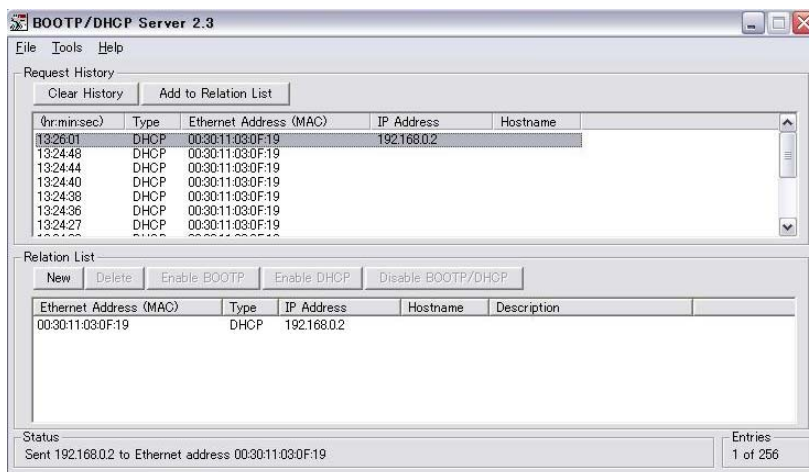 BOOTP/DHCP Server 2.3
File Tools Help
Request History
Clear History Add to Relation List
(hr:min:sec) Type Ethernet Address (MAC) IP Address Hostname
13:26:01 DHCP 00:30:11:03:0F:19 192.168.0.2
13:24:48 DHCP 00:30:11:03:0F:19
13:24:44 DHCP 00:30:11:03:0F:19
13:24:40 DHCP 00:30:11:03:0F:19
13:24:38 DHCP 00:30:11:03:0F:19
13:24:36 DHCP 00:30:11:03:0F:19
13:24:27 DHCP 00:30:11:03:0F:19
Relation List
New Delete Enable BOOTP Enable DHCP Disable BOOTP/DHCP
Ethernet Address (MAC) Type IP Address Hostname Description
00:30:11:03:0F:19 DHCP 192.168.0.2
Status
Sent 192.168.0.2 to Ethernet address 00:30:11:03:0F:19
Entries
1 of 256